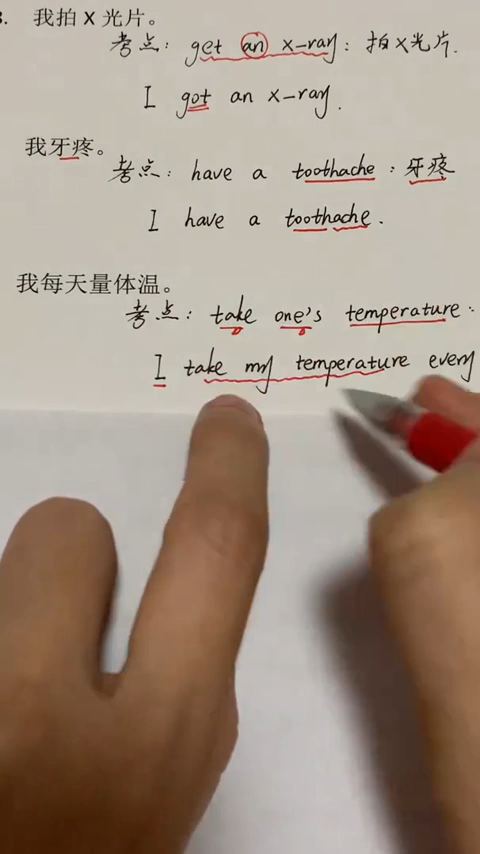 3. 我拍 X 光片。
考点: get an x-ray: 拍X光片.
I got an x-ray.
我牙疼。
考点: have a toothache: 牙疼
I have a toothache.
我每天量体温。
考点: take one's temperature:
I take my temperature every